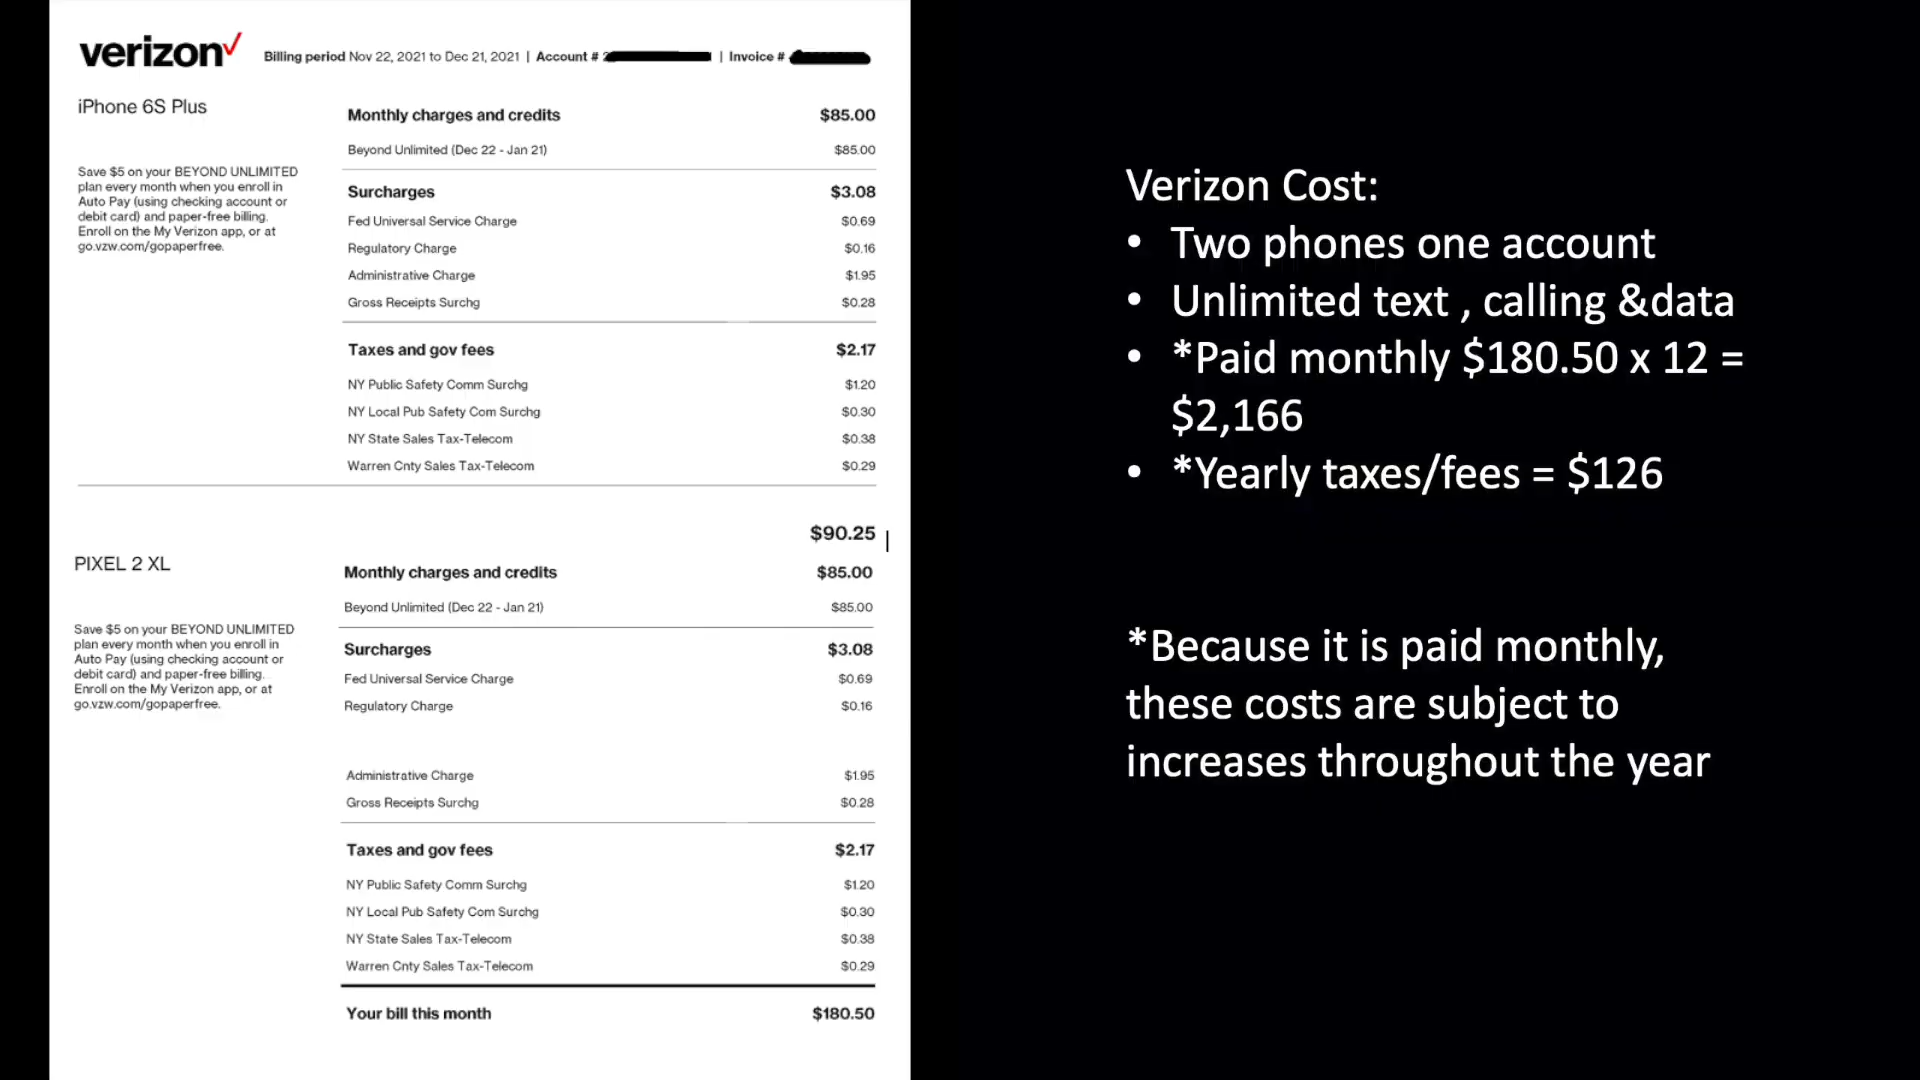 verizon
Billing period Nov 22, 2021 to Dec 21, 2021 | Account # | Invoice #
iPhone 6S Plus
Monthly charges and credits $85.00
Beyond Unlimited (Dec 22 - Jan 21) $85.00
Save $5 on your BEYOND UNLIMITED
plan every month when you enroll in
Auto Pay (using checking account or
debit card) and paper-free billing.
Enroll on the My Verizon app, or at
go.vzw.com/gopaperfree.
Surcharges $3.08
Fed Universal Service Charge $0.69
Regulatory Charge $0.16
Administrative Charge $1.95
Gross Receipts Surchg $0.28
Taxes and gov fees $2.17
NY Public Safety Comm Surchg $1.20
NY Local Pub Safety Com Surchg $0.30
NY State Sales Tax-Telecom $0.38
Warren Cnty Sales Tax-Telecom $0.29
$90.25
PIXEL 2 XL
Monthly charges and credits $85.00
Beyond Unlimited (Dec 22 - Jan 21) $85.00
Save $5 on your BEYOND UNLIMITED
plan every month when you enroll in
Auto Pay (using checking account or
debit card) and paper-free billing.
Enroll on the My Verizon app, or at
go.vzw.com/gopaperfree.
Surcharges $3.08
Fed Universal Service Charge $0.69
Regulatory Charge $0.16
Administrative Charge $1.95
Gross Receipts Surchg $0.28
Taxes and gov fees $2.17
NY Public Safety Comm Surchg $1.20
NY Local Pub Safety Com Surchg $0.30
NY State Sales Tax-Telecom $0.38
Warren Cnty Sales Tax-Telecom $0.29
Your bill this month $180.50
Verizon Cost:
• Two phones one account
• Unlimited text , calling &data
• *Paid monthly $180.50 x 12 =
$2,166
• *Yearly taxes/fees = $126
*Because it is paid monthly,
these costs are subject to
increases throughout the year